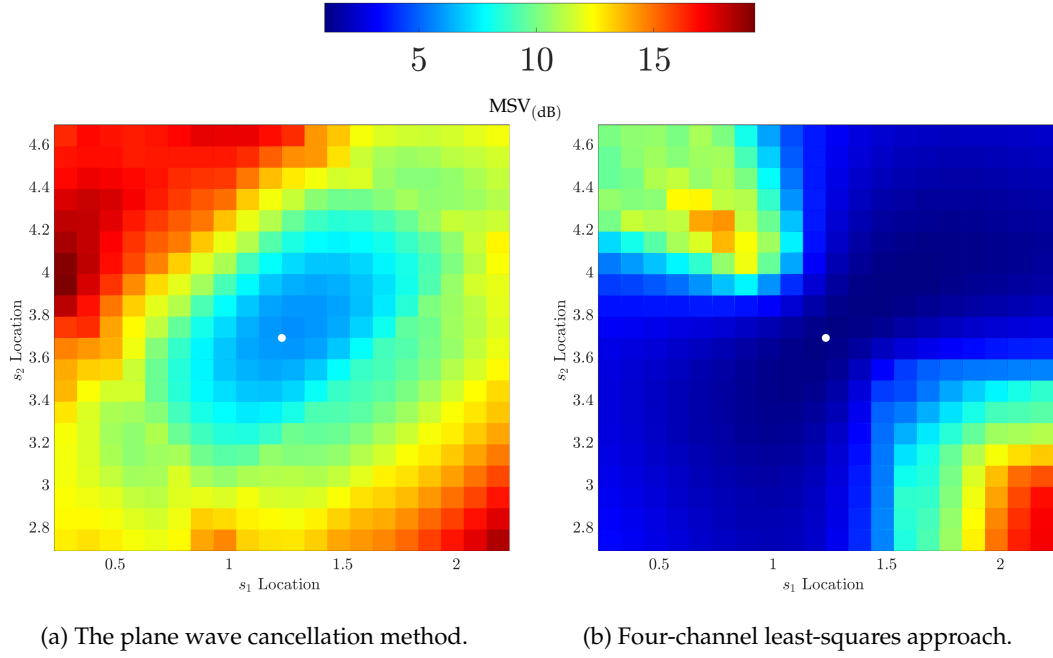 5 10 15
MSV(dB)
4.6
4.4
4.2
4
3.8
3.6
3.4
3.2
3
2.8
s2 Location
0.5 1 1.5 2
s1 Location
4.6
4.4
4.2
4
3.8
3.6
3.4
3.2
3
2.8
s2 Location
0.5 1 1.5 2
s1 Location
(a) The plane wave cancellation method.
(b) Four-channel least-squares approach.